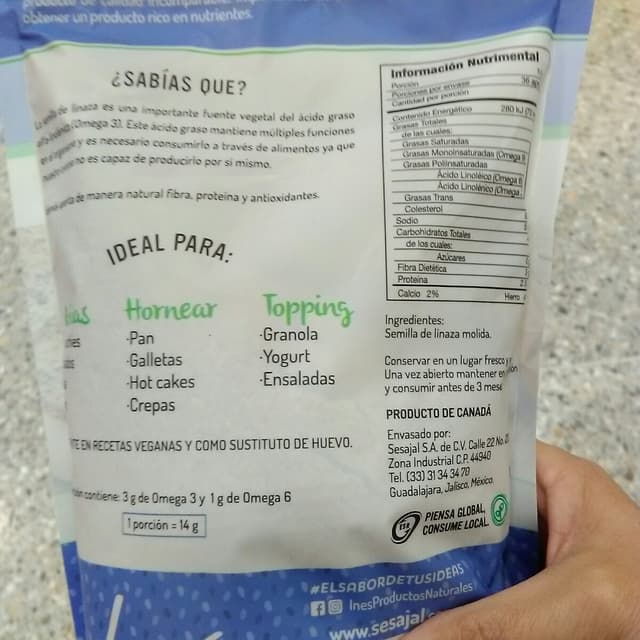 obtener un producto rico en nutrientes.
¿SABÍAS QUE?
de linaza es una importante fuente vegetal del ácido graso
(Omega 3). Este ácido graso mantiene múltiples funciones
y es necesario consumirlo a través de alimentos ya que
no es capaz de producirlo por si mismo.
de manera natural fibra, proteína y antioxidantes.
IDEAL PARA:
Hornear
·Pan
·Galletas
·Hot cakes
·Crepas
Topping
·Granola
·Yogurt
·Ensaladas
EN RECETAS VEGANAS Y COMO SUSTITUTO DE HUEVO.
contiene: 3 g de Omega 3 y 1 g de Omega 6
1 porción = 14 g
Información Nutrimental
Porción
Porciones por envase 36
Cantidad por porción
Contenido Energético 280 kJ
Grasas Totales
de las cuales:
Grasas Saturadas
Grasas Monoinsaturadas (Omega
Grasas Poliinsaturadas
Ácido Linoléico (Omega
Ácido Linolénico (Omega
Grasas Trans
Colesterol
Sodio
Carbohidratos Totales
de los cuales:
Azúcares
Fibra Dietética
Proteína
Calcio 2% Hierro
Ingredientes:
Semilla de linaza molida.
Conservar en un lugar fresco y
Una vez abierto mantener en
y consumir antes de 3 mese
PRODUCTO DE CANADÁ
Envasado por:
Sesajal S.A. de C.V. Calle 22 No.
Zona Industrial C.P. 44940
Tel. (33) 31 34 34 70
Guadalajara, Jalisco, México.
PIENSA GLOBAL,
CONSUME LOCAL.
#ELSABORDETUSIDEAS
InesProductosNaturales
www.sesajal.